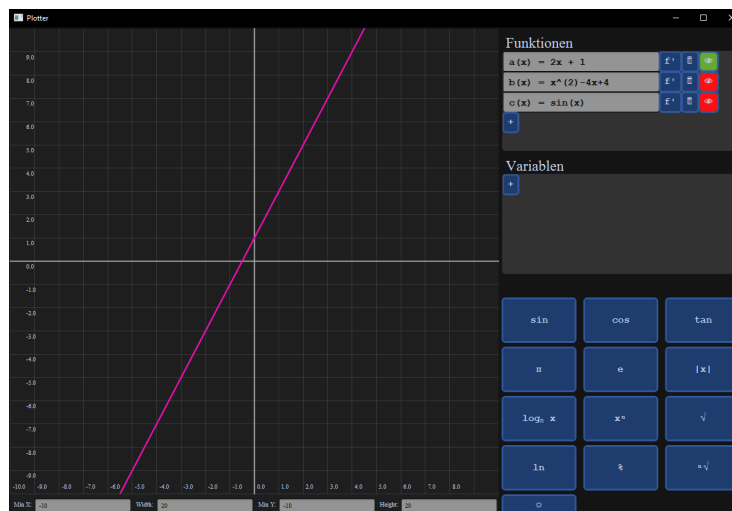 Plotter
Funktionen
a(x) = 2x + 1
f'
b(x) = x^(2)-4x+4
f'
c(x) = sin(x)
f'
+
Variablen
+
9.0
8.0
7.0
6.0
5.0
4.0
3.0
2.0
1.0
0.0
-1.0
-2.0
-3.0
-4.0
-5.0
-6.0
-7.0
-8.0
-9.0
-10.0 -9.0 -8.0 -7.0 -6.0 -5.0 -4.0 -3.0 -2.0 -1.0 0.0 1.0 2.0 3.0 4.0 5.0 6.0 7.0 8.0
Min X: -10 Width: 20 Min Y: -10 Height: 20
sin cos tan
π e |x|
logₙ x xⁿ √
ln % ⁿ√